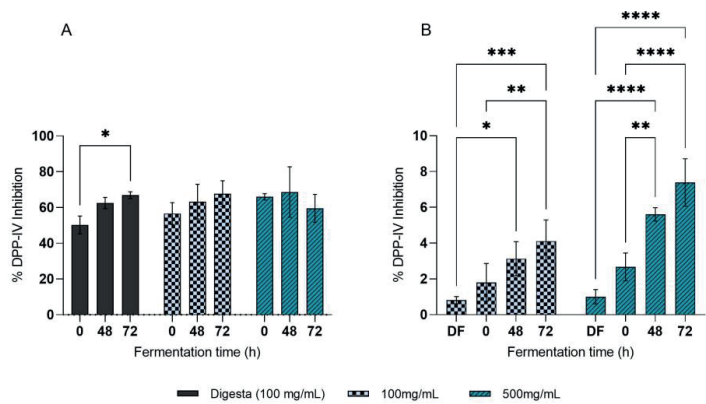 A
B
****
***
****
**
****
*
**
*
100
80
60
40
20
0
% DPP-IV Inhibition
0 48 72 0 48 72 0 48 72
Fermentation time (h)
10
8
6
4
2
0
% DPP-IV Inhibition
DF 0 48 72 DF 0 48 72
Fermentation time (h)
Digesta (100 mg/mL) 100mg/mL 500mg/mL